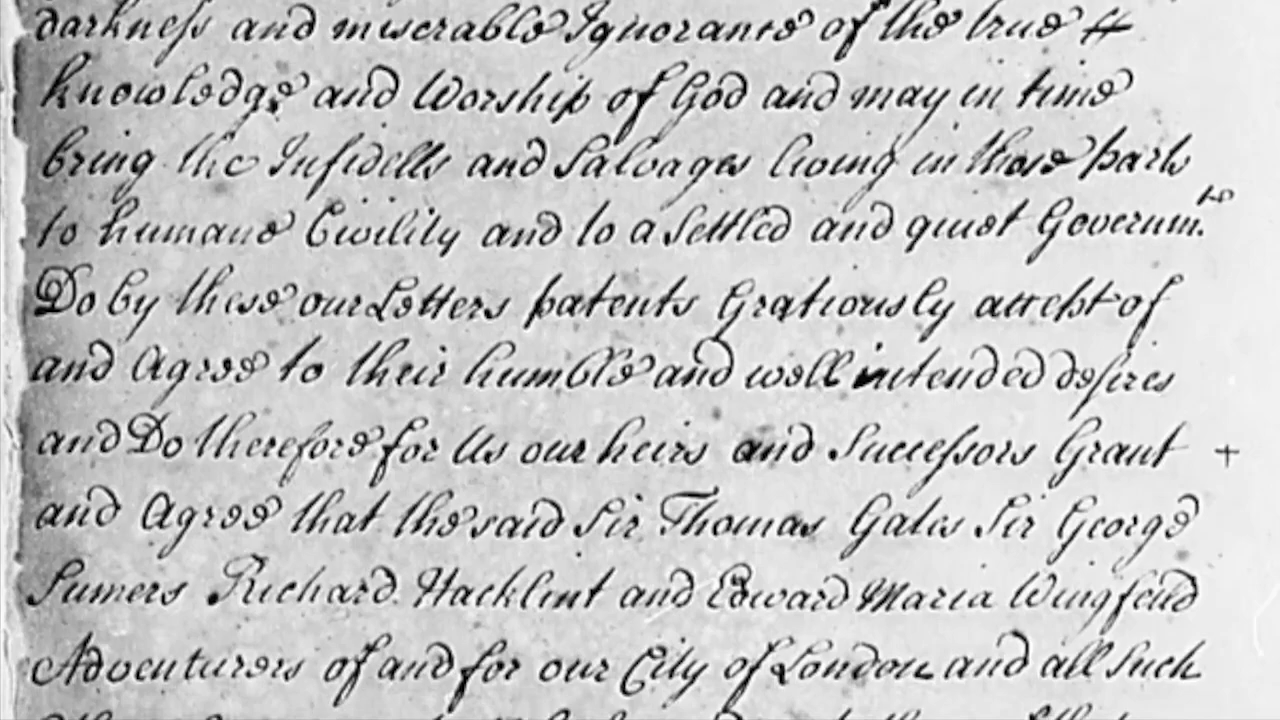 darkness and miserable Ignorance of the true
knowledge and Worship of God and may in time
bring the Infidells and Salvages living in those parts
to humane Civility and to a Settled and quiet Governmts
Do by these our Letters patents Gratiously accept of
and Agree to their humble and well intended desires
and Do therefore for Us our heirs and Successors Grant +
and Agree that the said Sir Thomas Gates Sir George
Sumers Richard Hacklint and Edward Maria Wingfeild
Adventurers of and for our City of London and all such